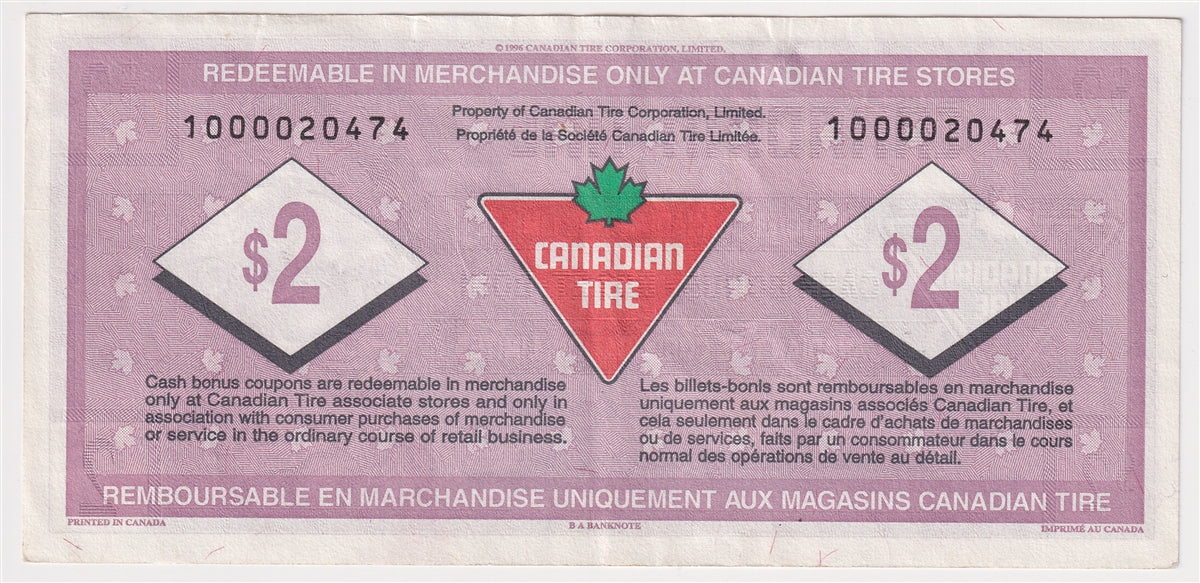 © 1996 CANADIAN TIRE CORPORATION, LIMITED.
REDEEMABLE IN MERCHANDISE ONLY AT CANADIAN TIRE STORES
Property of Canadian Tire Corporation, Limited.
Propriété de la Société Canadian Tire Limitée.
1000020474
1000020474
$2
CANADIAN
TIRE
$2
Cash bonus coupons are redeemable in merchandise
only at Canadian Tire associate stores and only in
association with consumer purchases of merchandise
or service in the ordinary course of retail business.
Les billets-bonis sont remboursables en marchandise
uniquement aux magasins associés Canadian Tire, et
cela seulement dans le cadre d'achats de marchandises
ou de services, faits par un consommateur dans le cours
normal des opérations de vente au détail.
REMBOURSABLE EN MARCHANDISE UNIQUEMENT AUX MAGASINS CANADIAN TIRE
PRINTED IN CANADA
B A BANKNOTE
IMPRIMÉ AU CANADA